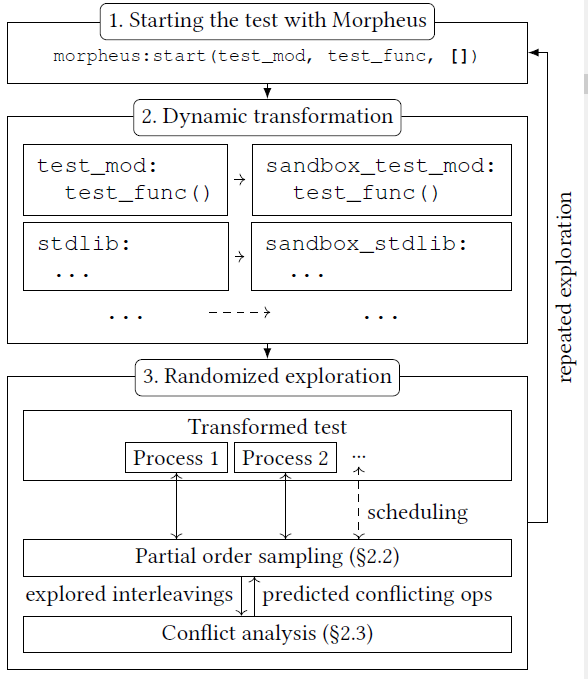 1. Starting the test with Morpheus
morpheus:start(test_mod, test_func, [])
2. Dynamic transformation
test_mod:
test_func()
sandbox_test_mod:
test_func()
stdlib:
...
sandbox_stdlib:
...
...
...
repeated exploration
3. Randomized exploration
Transformed test
Process 1
Process 2
...
scheduling
Partial order sampling (§2.2)
explored interleavings
predicted conflicting ops
Conflict analysis (§2.3)